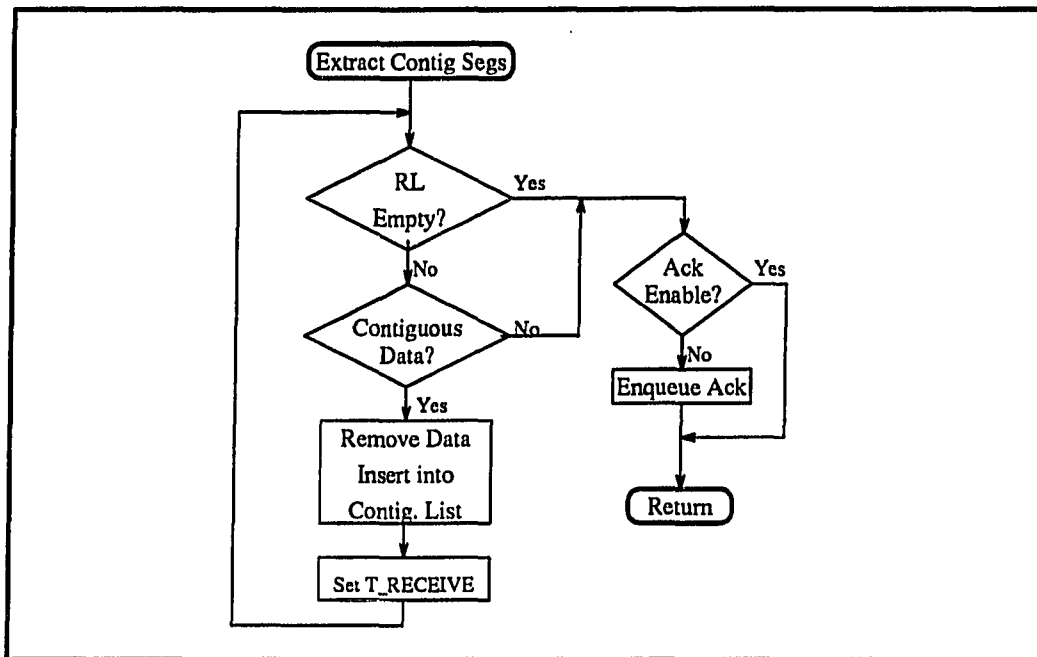 Extract Contig Segs
RL
Empty?
Yes
No
Contiguous
Data?
No
Yes
Remove Data
Insert into
Contig. List
Set T_RECEIVE
Ack
Enable?
Yes
No
Enqueue Ack
Return